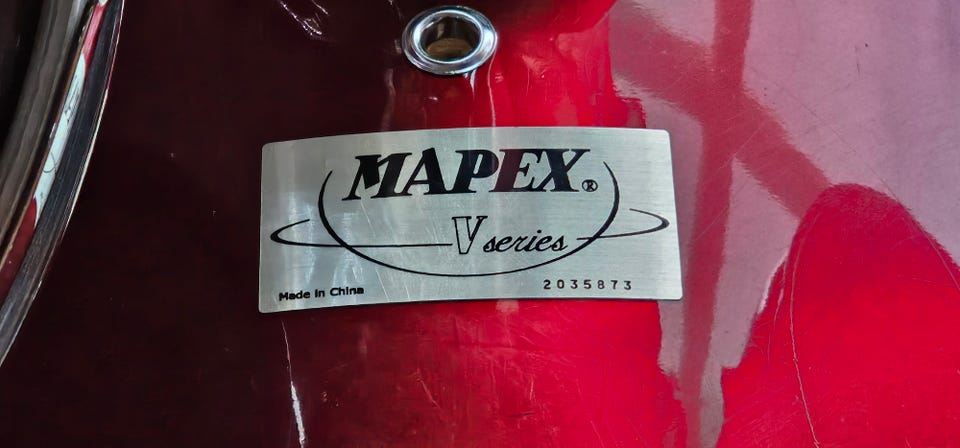 MAPEX®
V series
Made in China 2035873